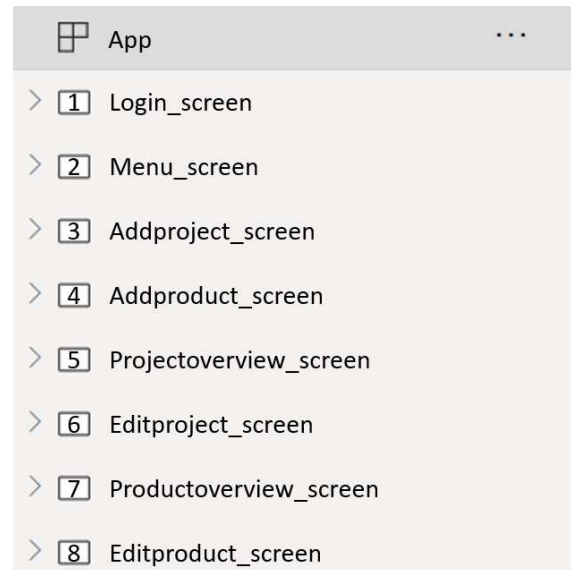 App ...
1 Login_screen
2 Menu_screen
3 Addproject_screen
4 Addproduct_screen
5 Projectoverview_screen
6 Editproject_screen
7 Productoverview_screen
8 Editproduct_screen